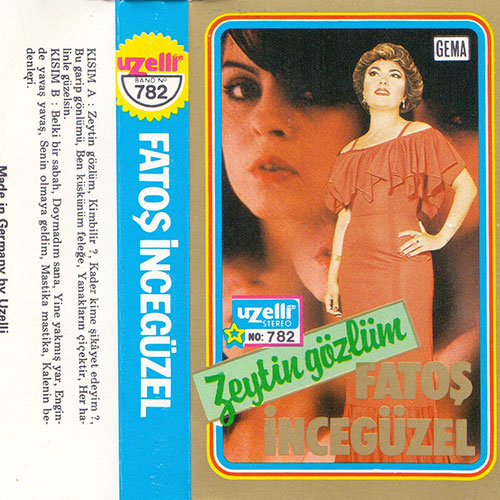 KISIM A : Zeytin gözlüm, Kimbilir ?, Kader kime şikâyet edeyim ?,
Bu garip gönlümü, Ben küskünüm feleğe, Yanakların çiçektir, Her ha-
linle güzelsin.
KISIM B : Belki bir sabah, Doymadım sana, Yine yakmış yar, Engin-
de yavaş yavaş, Senin olmaya geldim, Mastika mastika, Kalenin be-
denleri
Made in Germany by Uzelli
uzelli
BAND No
782
FATOŞ İNCEGÜZEL
GEMA
uzelli
STEREO
NO: 782
Zeytin gözlüm
FATOŞ
İNCEGÜZEL